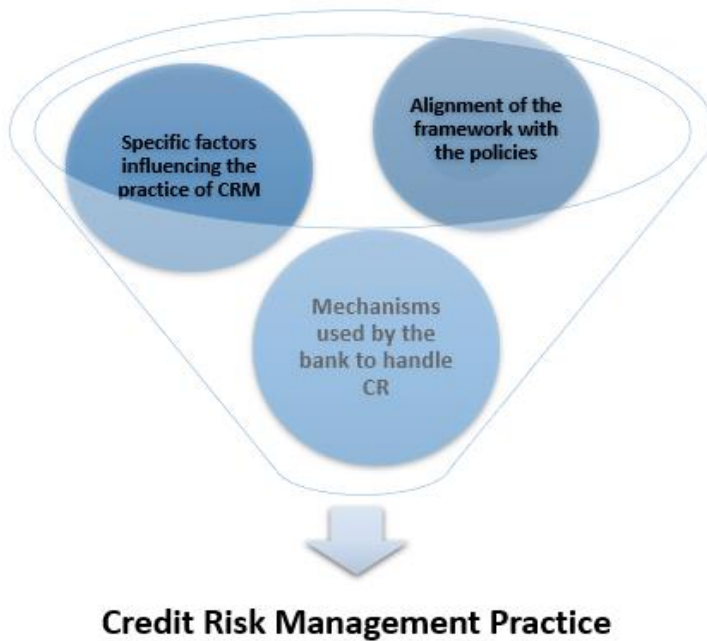 Specific factors
influencing the
practice of CRM
Alignment of the
framework with
the policies
Mechanisms
used by the
bank to handle
CR
Credit Risk Management Practice